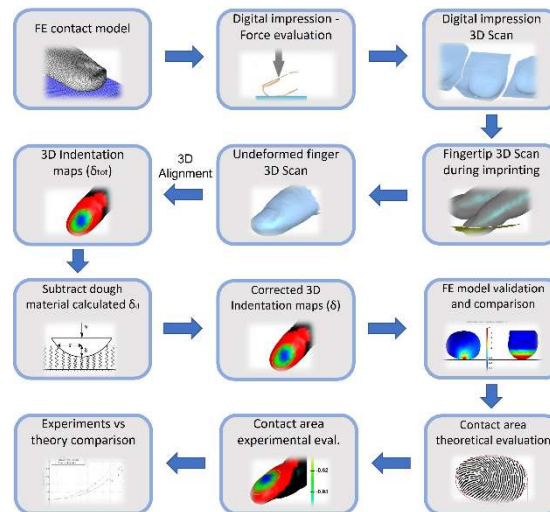 FE contact model
Digital impression -
Force evaluation
Digital impression
3D Scan
3D Indentation
maps (δtot)
3D
Alignment
Undeformed finger
3D Scan
Fingertip 3D Scan
during imprinting
Subtract dough
material calculated δd
Corrected 3D
Indentation maps (δ)
FE model validation
and comparison
Experiments vs
theory comparison
Contact area
experimental eval.
-0.62
-0.81
Contact area
theoretical evaluation